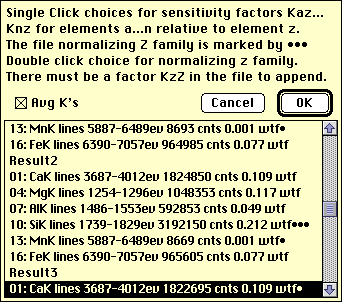 Single Click choices for sensitivity factors Kaz...
Knz for elements a...n relative to element z.
The file normalizing Z family is marked by •••
Double click choice for normalizing z family.
There must be a factor KzZ in the file to append.
Avg K's
Cancel
OK
13: MnK lines 5887-6489ev 8693 cnts 0.001 wtf•
16: FeK lines 6390-7057ev 964985 cnts 0.077 wtf
Result2
01: CaK lines 3687-4012ev 1824850 cnts 0.109 wtf
04: MgK lines 1254-1296ev 1048353 cnts 0.117 wtf
07: AlK lines 1486-1553ev 592853 cnts 0.049 wtf
10: SiK lines 1739-1829ev 3192150 cnts 0.212 wtf•••
13: MnK lines 5887-6489ev 8669 cnts 0.001 wtf•
16: FeK lines 6390-7057ev 965605 cnts 0.077 wtf
Result3
01: CaK lines 3687-4012ev 1822695 cnts 0.109 wtf•